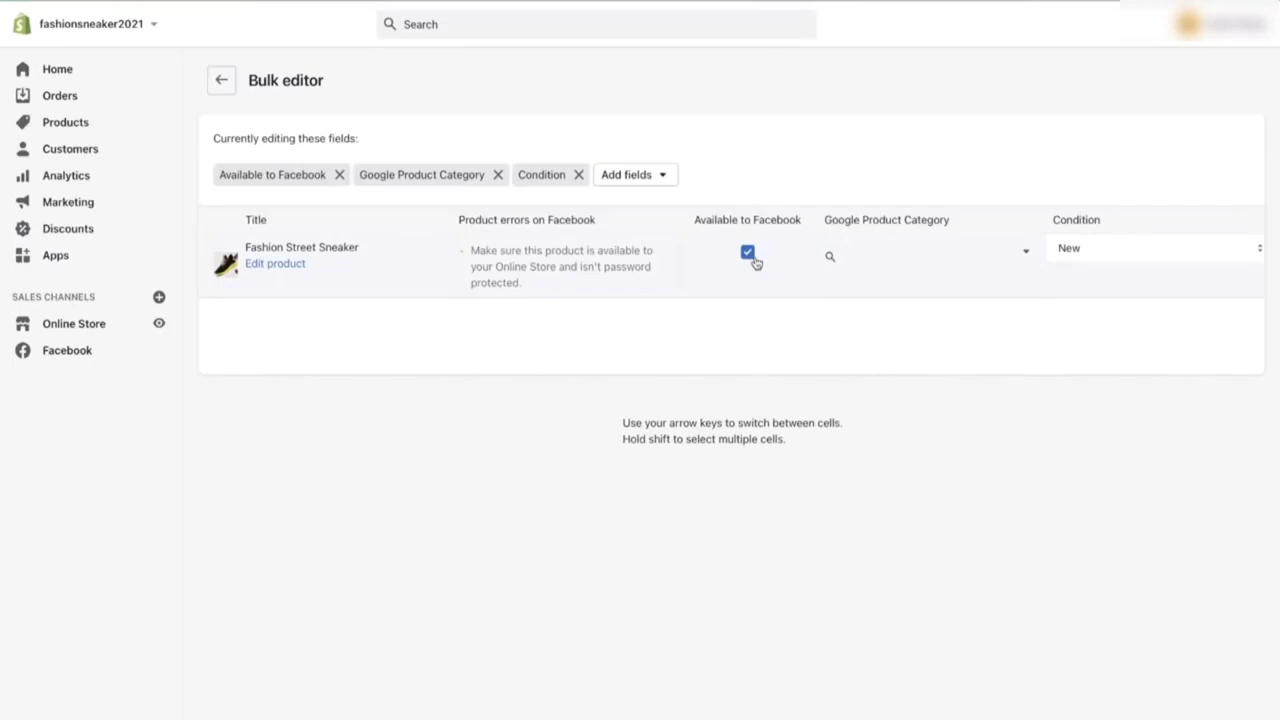 fashionsneaker2021
Search
Home
Orders
Products
Customers
Analytics
Marketing
Discounts
Apps
SALES CHANNELS
Online Store
Facebook
Bulk editor
Currently editing these fields:
Available to Facebook
Google Product Category
Condition
Add fields
Title
Product errors on Facebook
Available to Facebook
Google Product Category
Condition
Fashion Street Sneaker
Edit product
Make sure this product is available to
your Online Store and isn't password
protected.
New
Use your arrow keys to switch between cells.
Hold shift to select multiple cells.